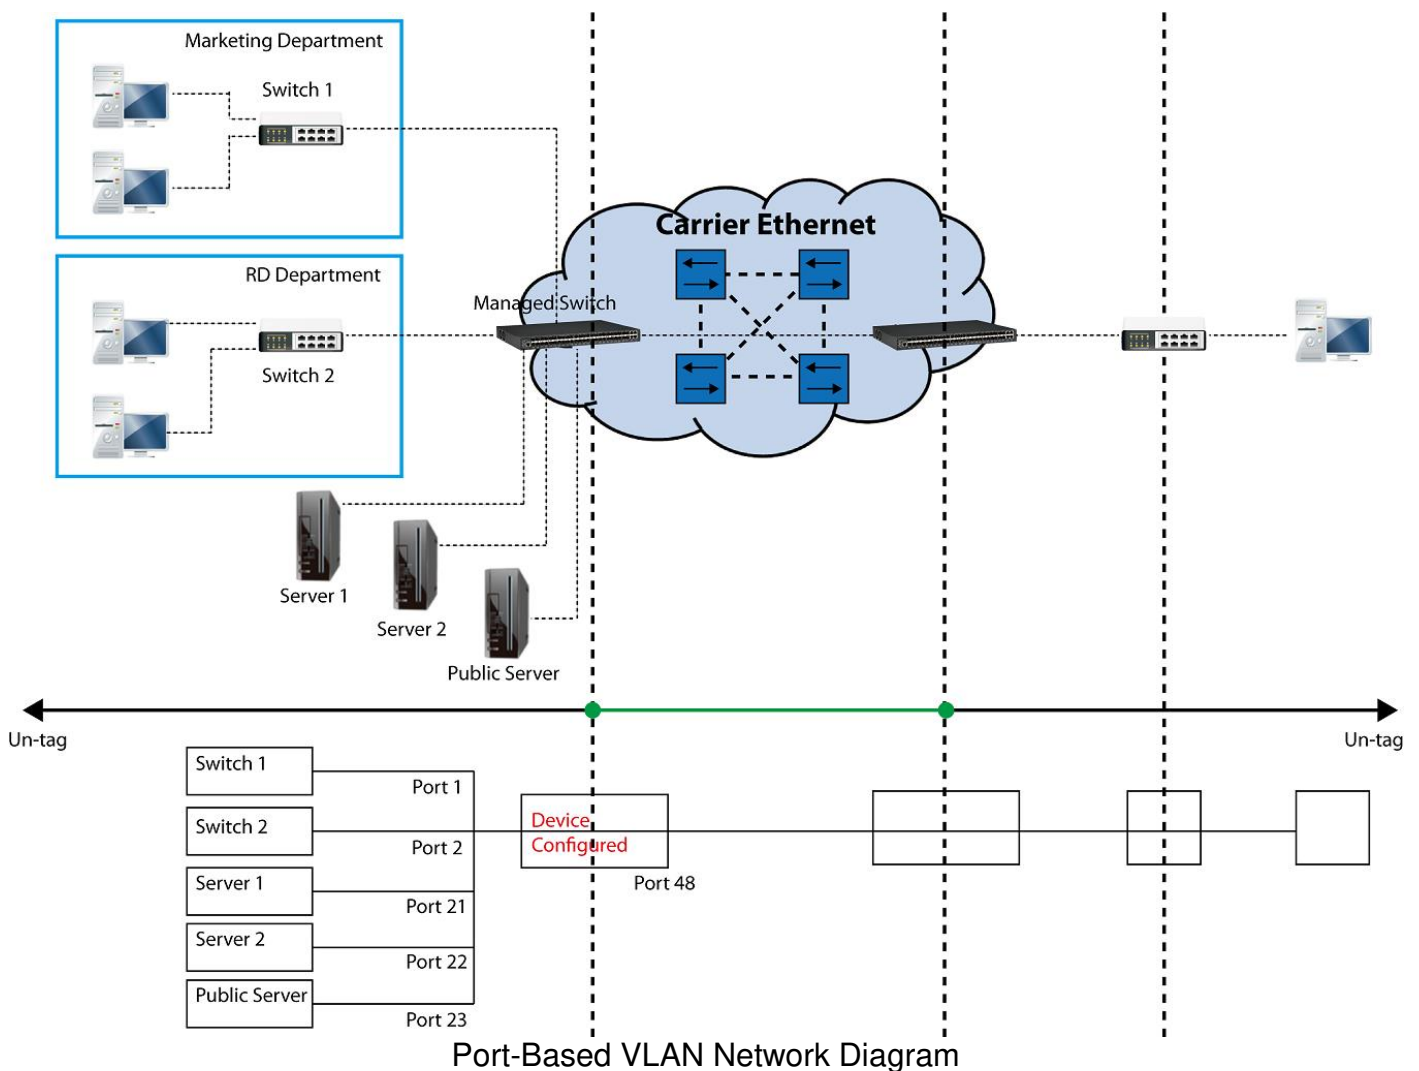 Marketing Department
Switch 1
RD Department
Switch 2
Carrier Ethernet
Managed Switch
Server 1
Server 2
Public Server
Un-tag
Un-tag
Switch 1
Port 1
Switch 2
Port 2
Device
Configured
Port 48
Server 1
Port 21
Server 2
Port 22
Public Server
Port 23
Port-Based VLAN Network Diagram